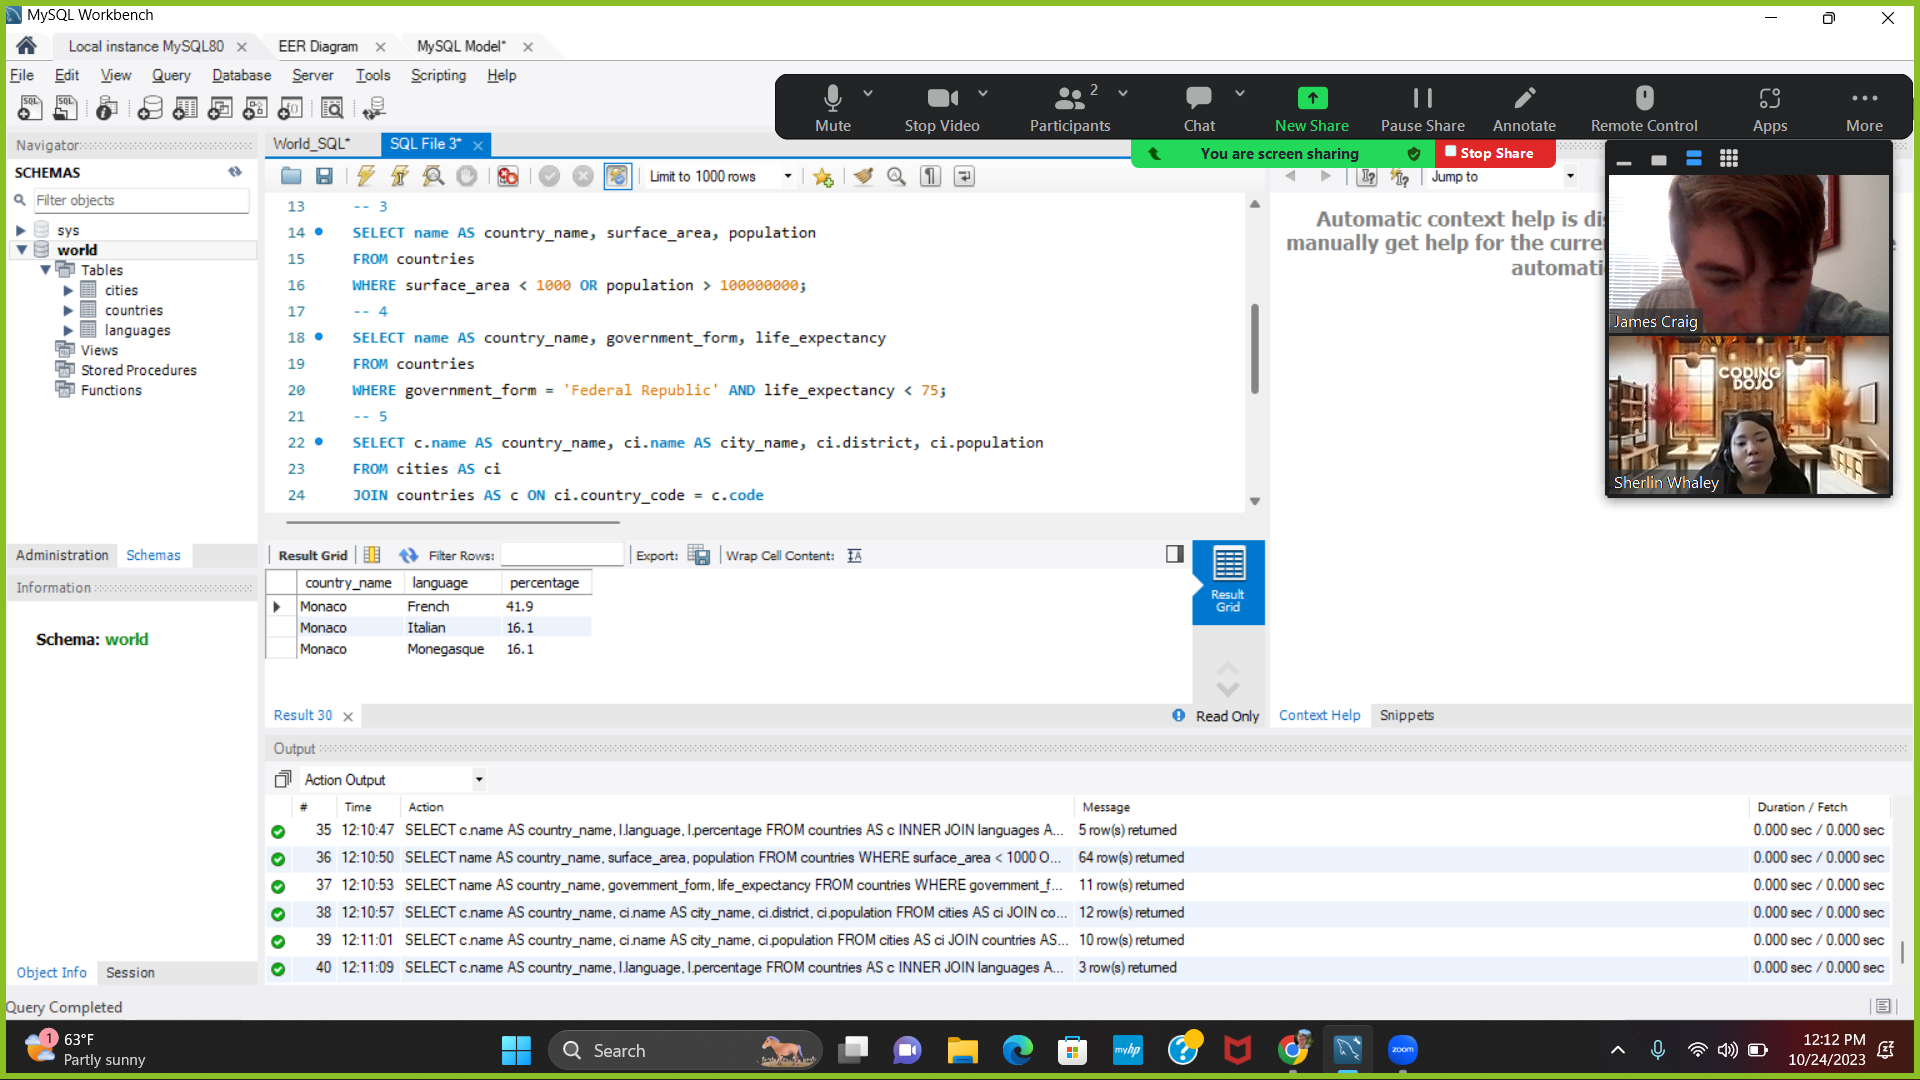 MySQL Workbench
Local instance MySQL80
EER Diagram
MySQL Model*
File Edit View Query Database Server Tools Scripting Help
Mute
Stop Video
2
Participants
Chat
New Share
Pause Share
Annotate
Remote Control
Apps
More
You are screen sharing
Stop Share
Navigator
SCHEMAS
Filter objects
sys
world
Tables
cities
countries
languages
Views
Stored Procedures
Functions
Administration Schemas
Information
Schema: world
Object Info Session
World_SQL* SQL File 3*
Limit to 1000 rows
13 -- 3
14 SELECT name AS country_name, surface_area, population
15 FROM countries
16 WHERE surface_area < 1000 OR population > 100000000;
17 -- 4
18 SELECT name AS country_name, government_form, life_expectancy
19 FROM countries
20 WHERE government_form = 'Federal Republic' AND life_expectancy < 75;
21 -- 5
22 SELECT c.name AS country_name, ci.name AS city_name, ci.district, ci.population
23 FROM cities AS ci
24 JOIN countries AS c ON ci.country_code = c.code
Result Grid Filter Rows: Export: Wrap Cell Content:
country_name language percentage
Monaco French 41.9
Monaco Italian 16.1
Monaco Monegasque 16.1
Result Grid
Result 30
Read Only
Jump to
Automatic context help is
manually get help for the
Context Help Snippets
James Craig
CODING DOJO
Sherlin Whaley
Output
Action Output
# Time Action Message Duration / Fetch
35 12:10:47 SELECT c.name AS country_name, l.language, l.percentage FROM countries AS c INNER JOIN languages A... 5 row(s) returned 0.000 sec / 0.000 sec
36 12:10:50 SELECT name AS country_name, surface_area, population FROM countries WHERE surface_area < 1000 O... 64 row(s) returned 0.000 sec / 0.000 sec
37 12:10:53 SELECT name AS country_name, government_form, life_expectancy FROM countries WHERE government_f... 11 row(s) returned 0.000 sec / 0.000 sec
38 12:10:57 SELECT c.name AS country_name, ci.name AS city_name, ci.district, ci.population FROM cities AS ci JOIN co... 12 row(s) returned 0.000 sec / 0.000 sec
39 12:11:01 SELECT c.name AS country_name, ci.name AS city_name, ci.population FROM cities AS ci JOIN countries AS... 10 row(s) returned 0.000 sec / 0.000 sec
40 12:11:09 SELECT c.name AS country_name, l.language, l.percentage FROM countries AS c INNER JOIN languages A... 3 row(s) returned 0.000 sec / 0.000 sec
Query Completed
1
63°F
Partly sunny
Search
myhp
zoom
12:12 PM
10/24/2023